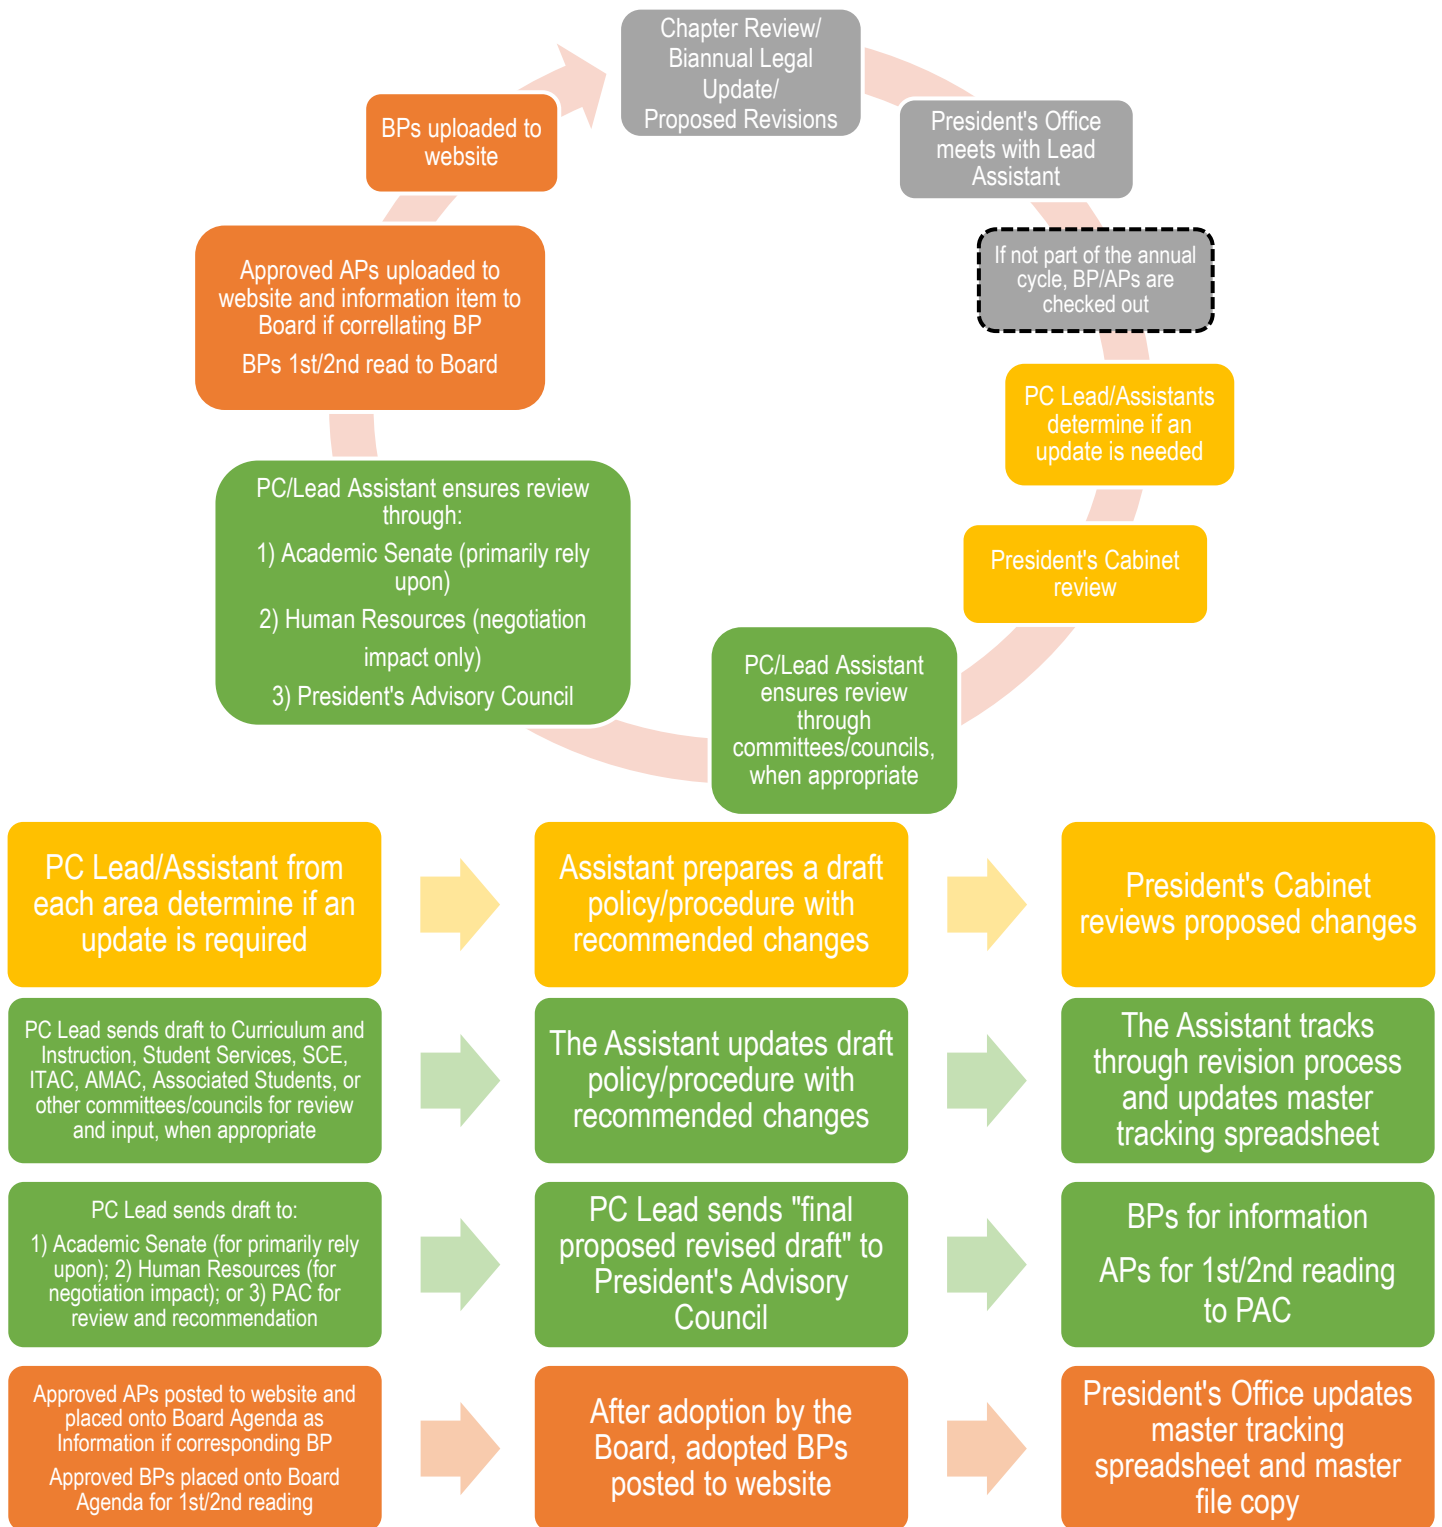 Chapter Review/
Biannual Legal
Update/
Proposed Revisions
President's Office
meets with Lead
Assistant
If not part of the annual
cycle, BP/APs are
checked out
PC Lead/Assistants
determine if an
update is needed
President's Cabinet
review
PC/Lead Assistant
ensures review
through
committees/councils,
when appropriate
PC/Lead Assistant ensures review
through:
1) Academic Senate (primarily rely
upon)
2) Human Resources (negotiation
impact only)
3) President's Advisory Council
Approved APs uploaded to
website and information item to
Board if correllating BP
BPs 1st/2nd read to Board
BPs uploaded to
website
PC Lead/Assistant from
each area determine if an
update is required
Assistant prepares a draft
policy/procedure with
recommended changes
President's Cabinet
reviews proposed changes
PC Lead sends draft to Curriculum and
Instruction, Student Services, SCE,
ITAC, AMAC, Associated Students, or
other committees/councils for review
and input, when appropriate
The Assistant updates draft
policy/procedure with
recommended changes
The Assistant tracks
through revision process
and updates master
tracking spreadsheet
PC Lead sends draft to:
1) Academic Senate (for primarily rely
upon); 2) Human Resources (for
negotiation impact); or 3) PAC for
review and recommendation
PC Lead sends "final
proposed revised draft" to
President's Advisory
Council
BPs for information
APs for 1st/2nd reading
to PAC
Approved APs posted to website and
placed onto Board Agenda as
Information if corresponding BP
Approved BPs placed onto Board
Agenda for 1st/2nd reading
After adoption by the
Board, adopted BPs
posted to website
President's Office updates
master tracking
spreadsheet and master
file copy